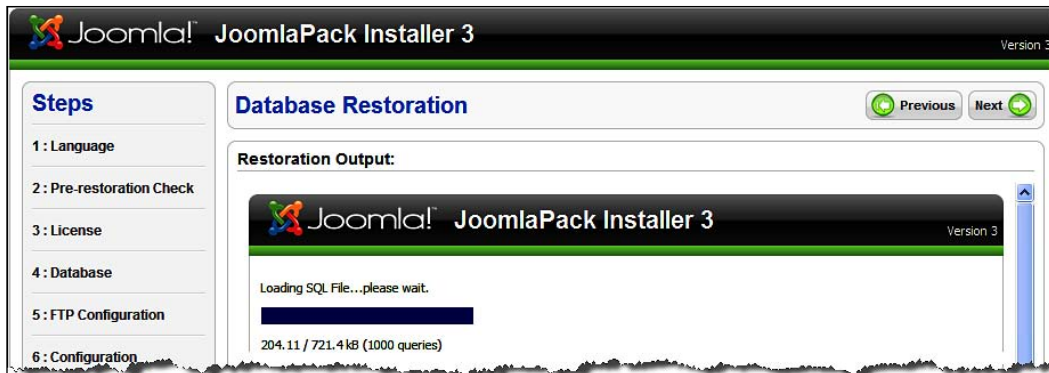 Joomla! JoomlaPack Installer 3
Version 3
Steps
1 : Language
2 : Pre-restoration Check
3 : License
4 : Database
5 : FTP Configuration
6 : Configuration
Database Restoration
Previous
Next
Restoration Output:
Joomla! JoomlaPack Installer 3
Version 3
Loading SQL File...please wait.
204.11 / 721.4 kB (1000 queries)